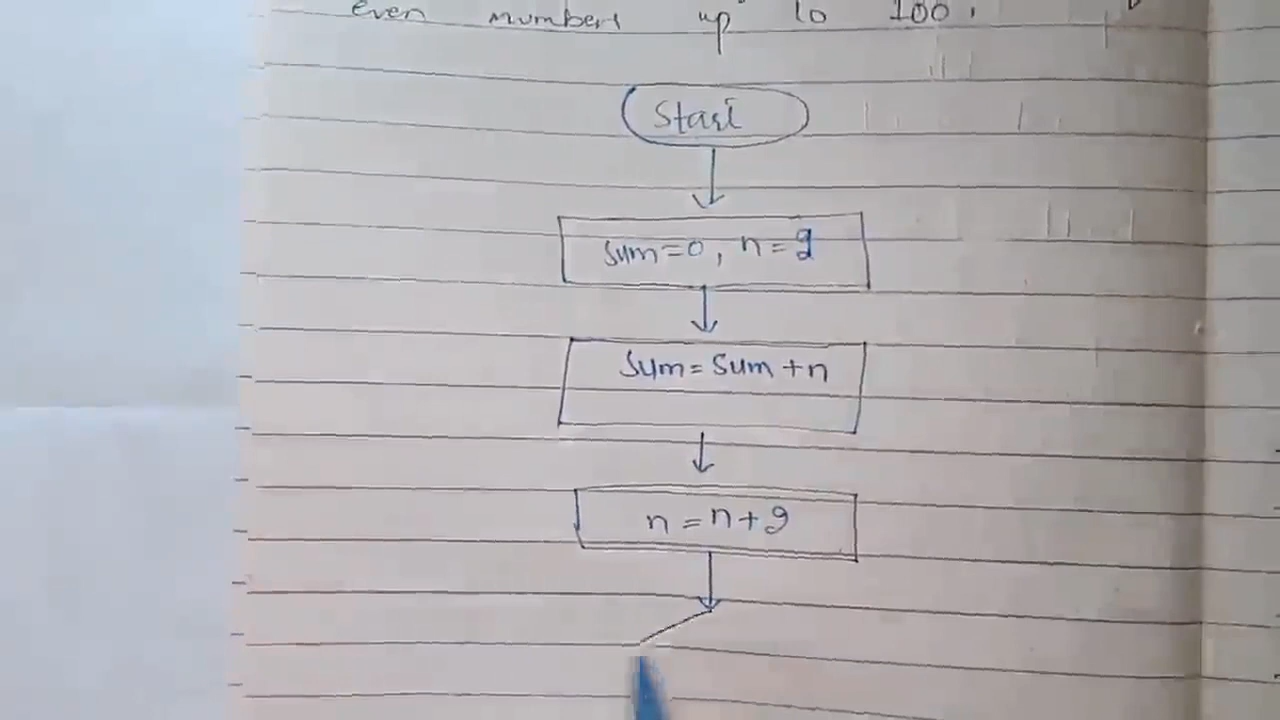 even numbers up to 100.
Start
sum=0, n=2
sum=sum+n
n=n+2